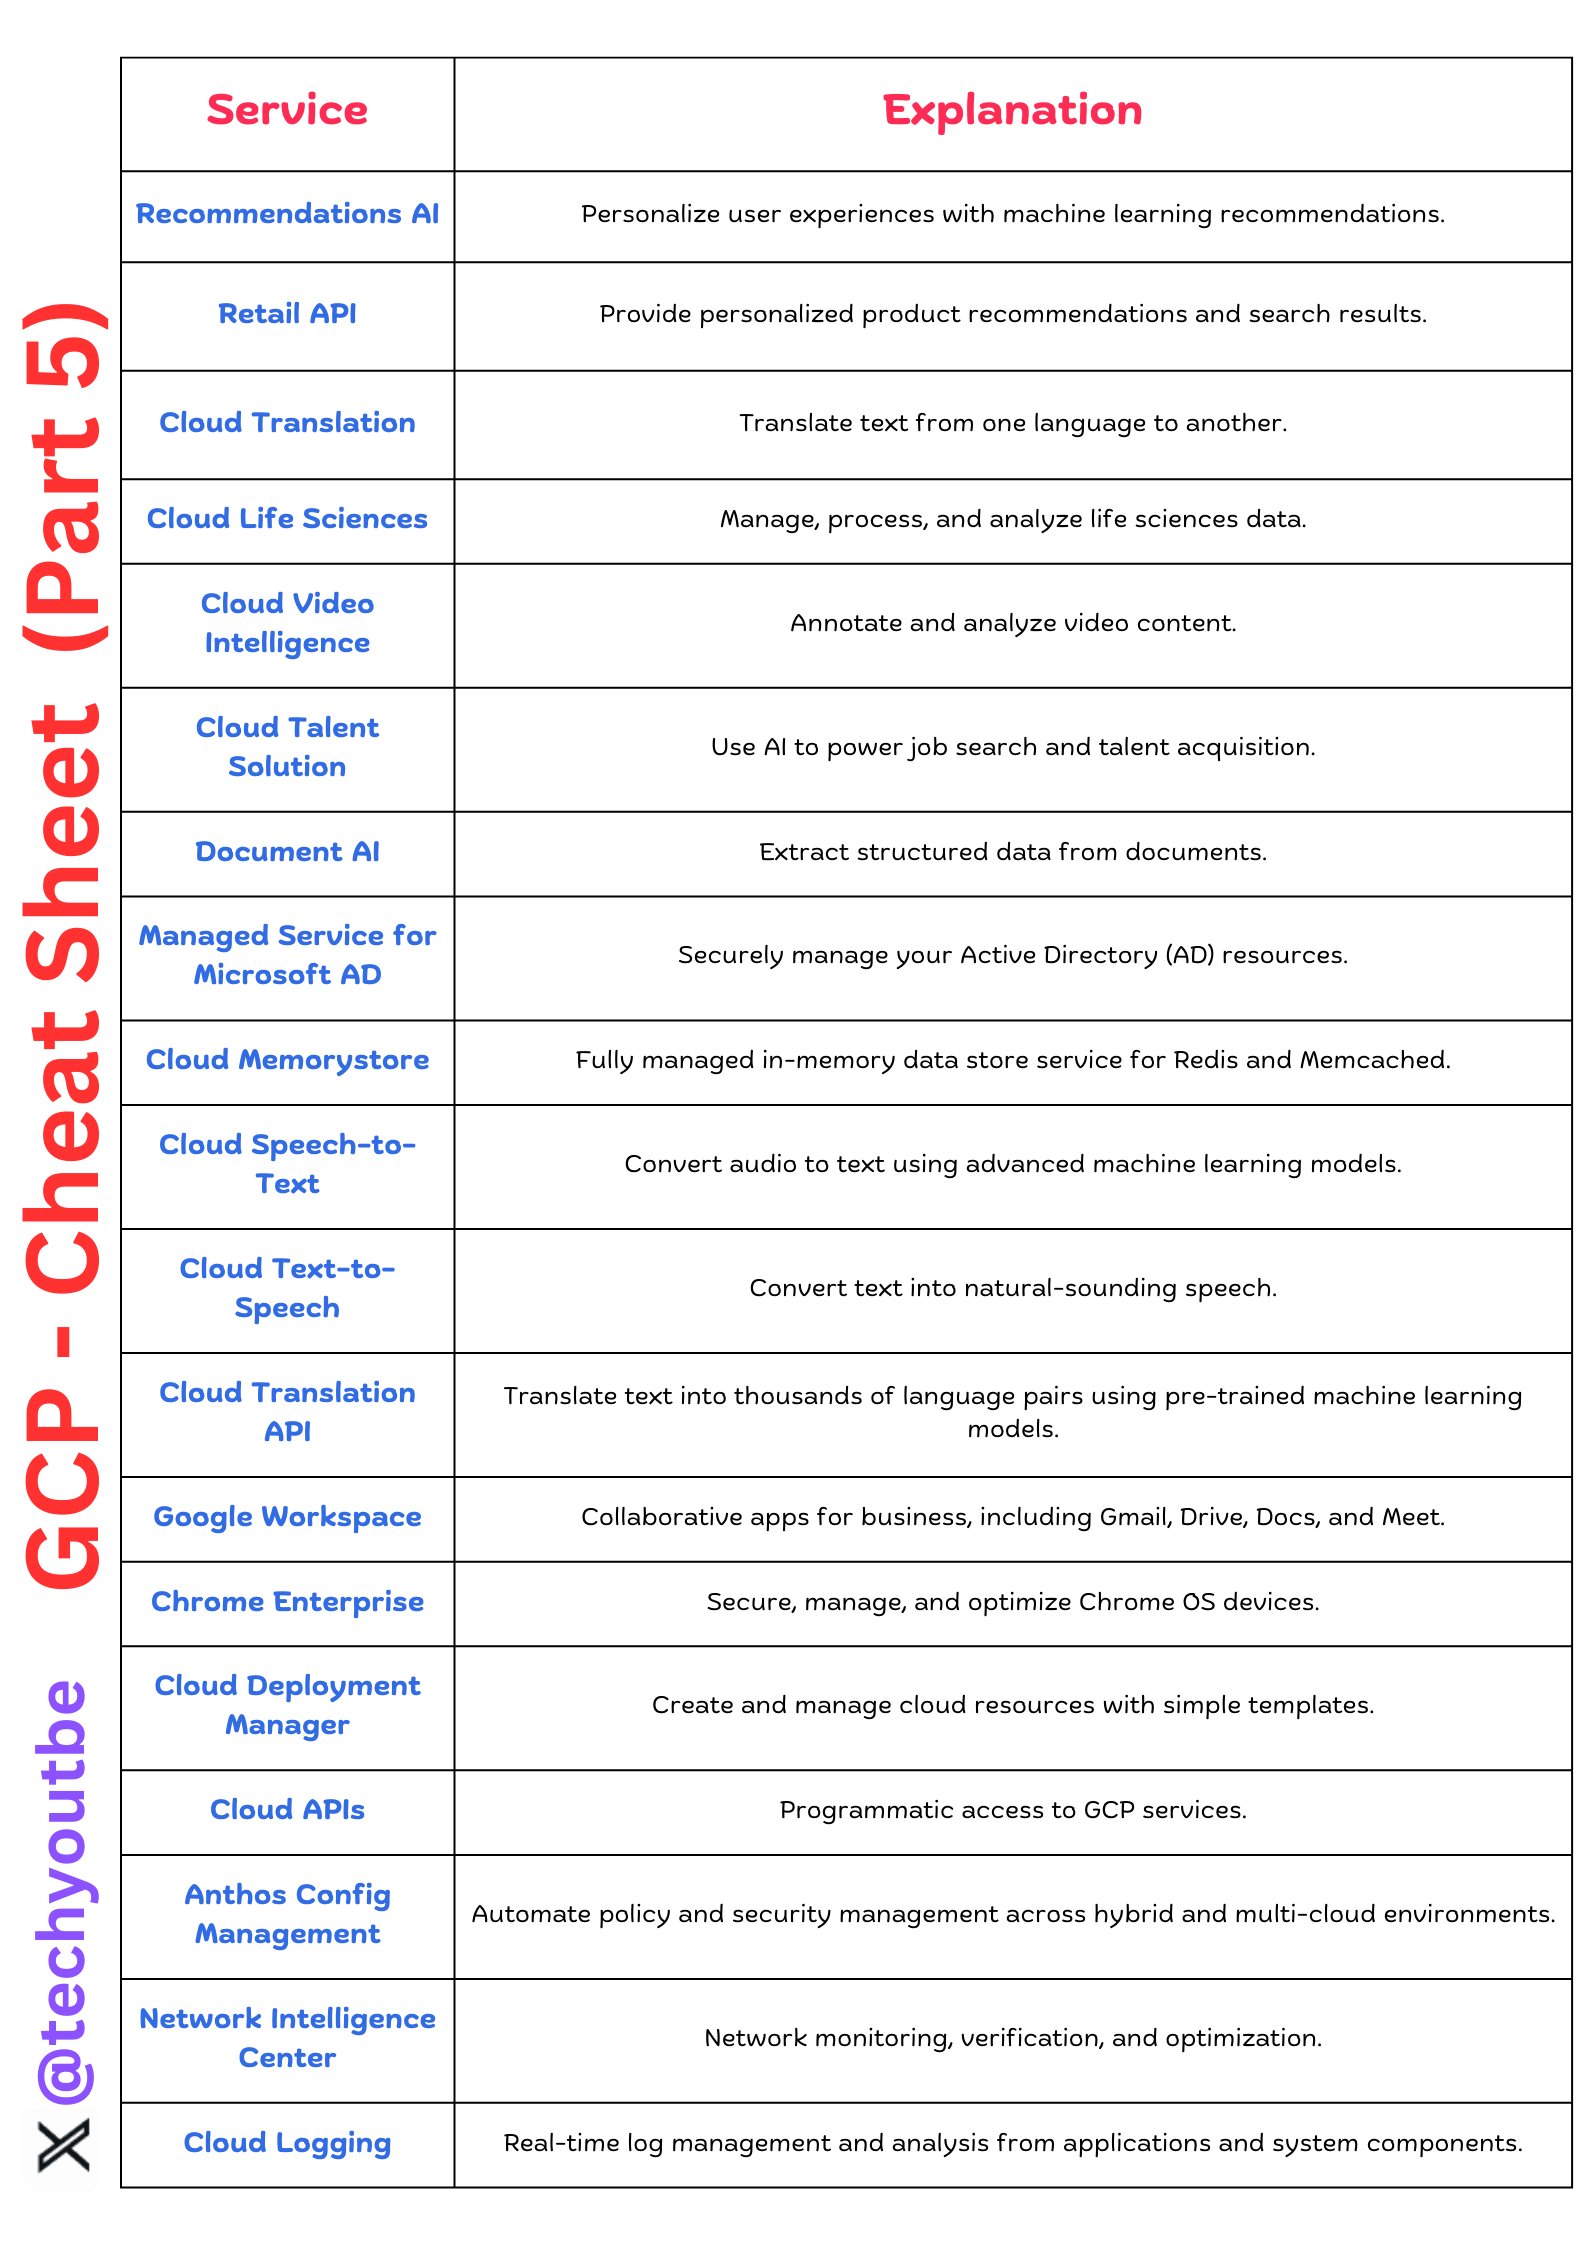 GCP - Cheat Sheet (Part 5)
@techyoutbe
Service
Explanation
Recommendations AI
Personalize user experiences with machine learning recommendations.
Retail API
Provide personalized product recommendations and search results.
Cloud Translation
Translate text from one language to another.
Cloud Life Sciences
Manage, process, and analyze life sciences data.
Cloud Video
Intelligence
Annotate and analyze video content.
Cloud Talent
Solution
Use AI to power job search and talent acquisition.
Document AI
Extract structured data from documents.
Managed Service for
Microsoft AD
Securely manage your Active Directory (AD) resources.
Cloud Memorystore
Fully managed in-memory data store service for Redis and Memcached.
Cloud Speech-to-
Text
Convert audio to text using advanced machine learning models.
Cloud Text-to-
Speech
Convert text into natural-sounding speech.
Cloud Translation
API
Translate text into thousands of language pairs using pre-trained machine learning
models.
Google Workspace
Collaborative apps for business, including Gmail, Drive, Docs, and Meet.
Chrome Enterprise
Secure, manage, and optimize Chrome OS devices.
Cloud Deployment
Manager
Create and manage cloud resources with simple templates.
Cloud APIs
Programmatic access to GCP services.
Anthos Config
Management
Automate policy and security management across hybrid and multi-cloud environments.
Network Intelligence
Center
Network monitoring, verification, and optimization.
Cloud Logging
Real-time log management and analysis from applications and system components.